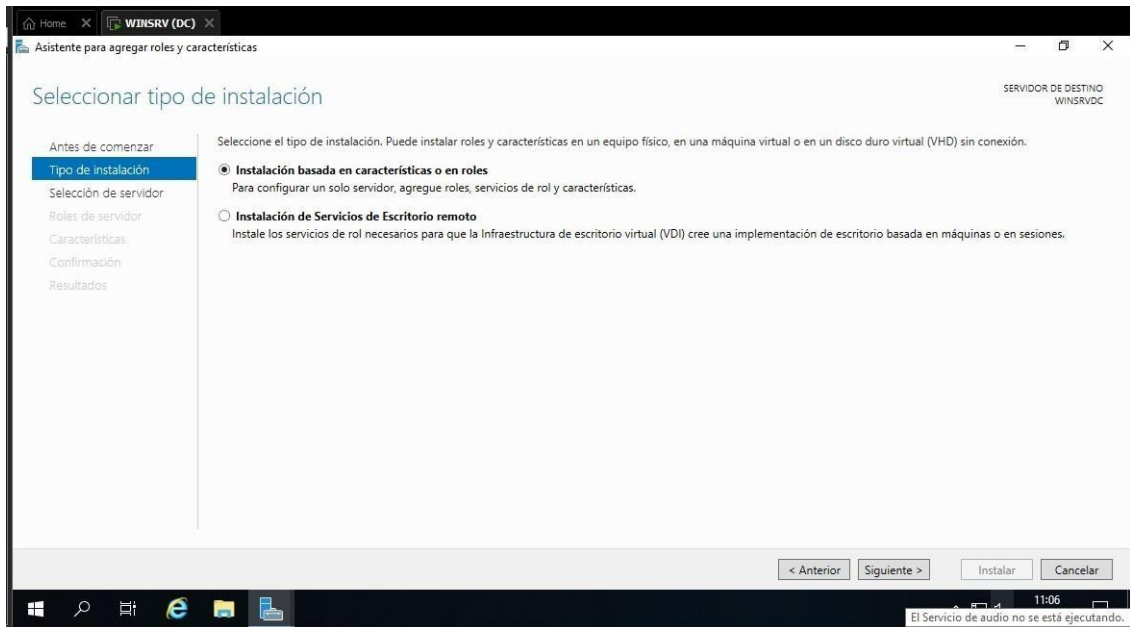 Home
WINSRV (DC)
Asistente para agregar roles y características
Seleccionar tipo de instalación
SERVIDOR DE DESTINO
WINSRVDC
Antes de comenzar
Tipo de instalación
Selección de servidor
Roles de servidor
Características
Confirmación
Resultados
Seleccione el tipo de instalación. Puede instalar roles y características en un equipo físico, en una máquina virtual o en un disco duro virtual (VHD) sin conexión.
Instalación basada en características o en roles
Para configurar un solo servidor, agregue roles, servicios de rol y características.
Instalación de Servicios de Escritorio remoto
Instale los servicios de rol necesarios para que la Infraestructura de escritorio virtual (VDI) cree una implementación de escritorio basada en máquinas o en sesiones.
< Anterior
Siguiente >
Instalar
Cancelar
11:06
El Servicio de audio no se está ejecutando.